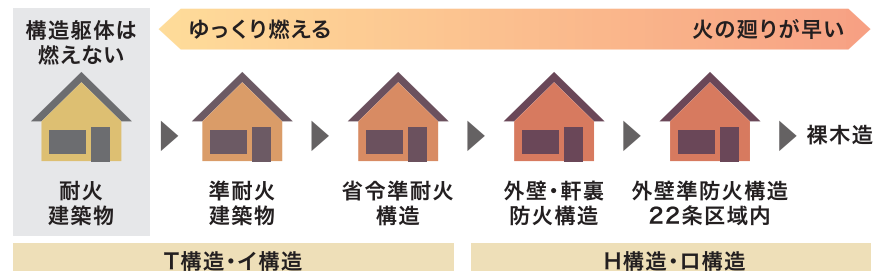 構造躯体は
燃えない
ゆっくり燃える
火の廻りが早い
耐火
建築物
準耐火
建築物
省令準耐火
構造
外壁・軒裏
防火構造
外壁準防火構造
22条区域内
裸木造
T構造・イ構造
H構造・ロ構造